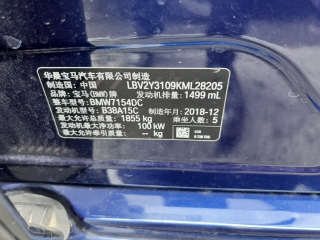 华晨宝马汽车有限公司制造
制造国：中国 LBV2Y3109KML28205
品牌：宝马(BMW)牌 发动机排量：1499 mL
整车型号：BMW7154DC
发动机型号：B38A15C 制造年月：2018-12
最大允许总质量：1855 kg 乘坐人数：5
发动机最大净功率：100 kW
最大允许牵引质量： kg